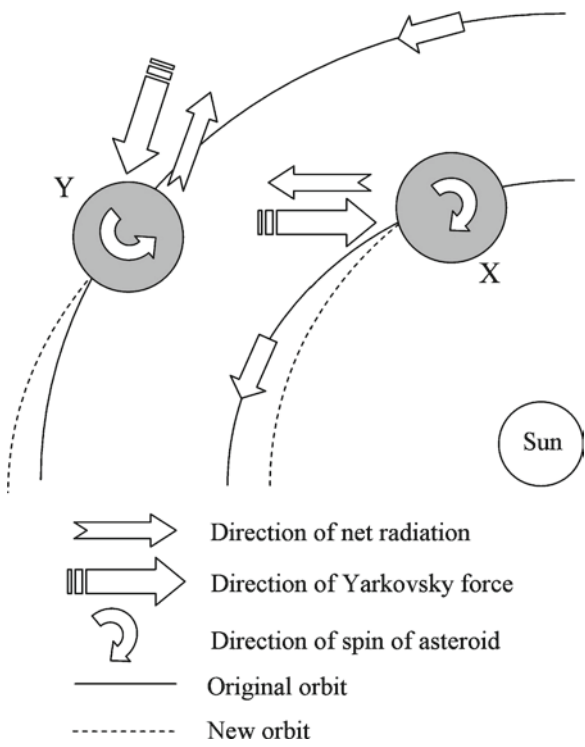 Y
X
Sun
Direction of net radiation
Direction of Yarkovsky force
Direction of spin of asteroid
Original orbit
New orbit